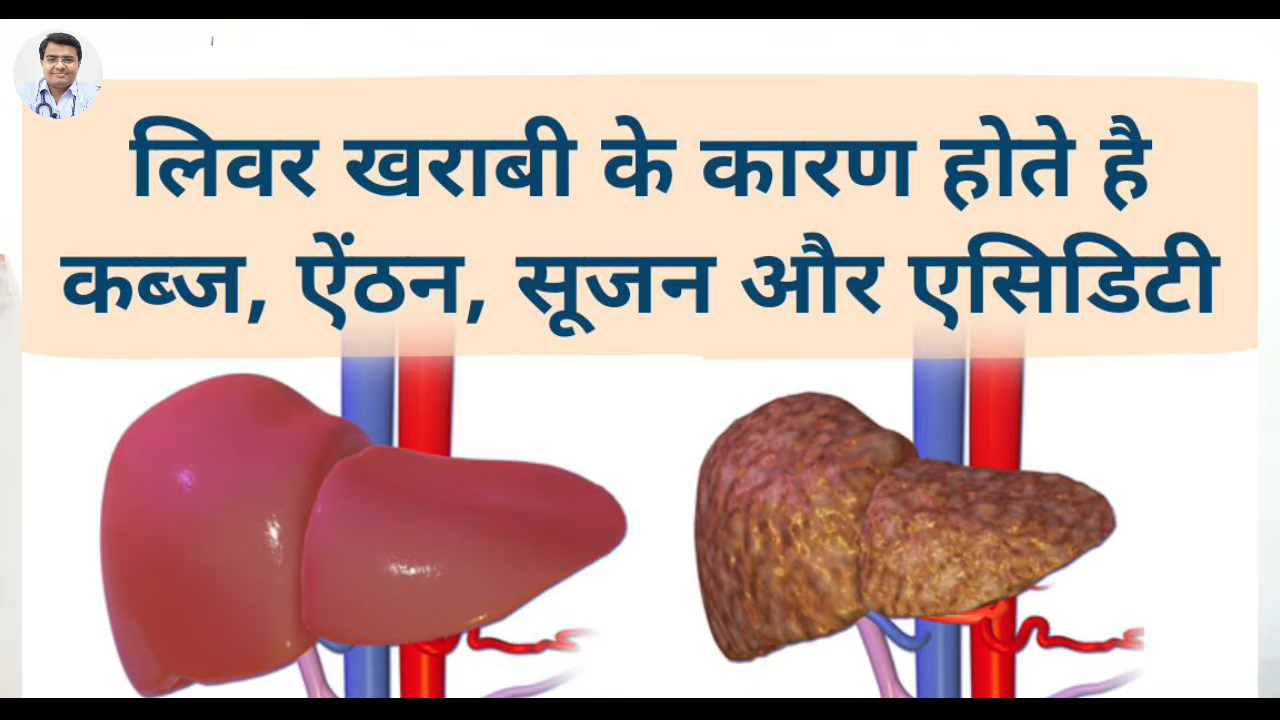 लिवर खराबी के कारण होते है
कब्ज, ऐंठन, सूजन और एसिडिटी